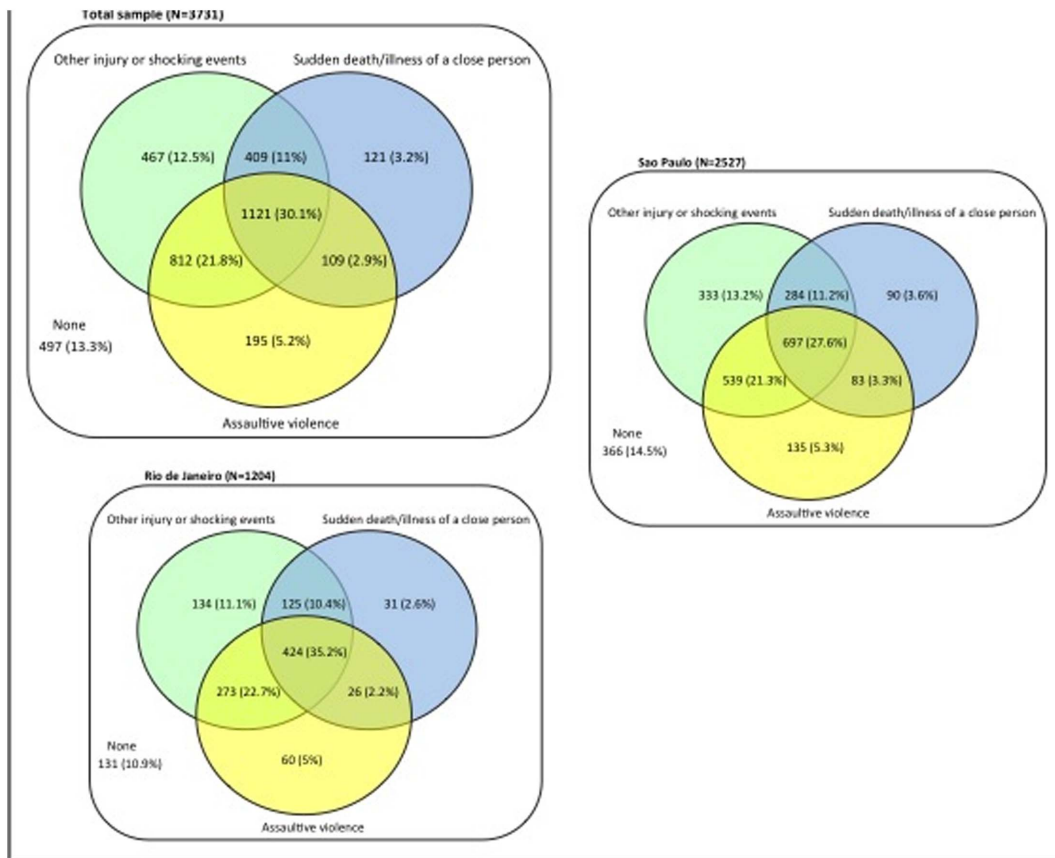 Total sample (N=3731)
Other injury or shocking events
Sudden death/illness of a close person
467 (12.5%)
409 (11%)
121 (3.2%)
1121 (30.1%)
812 (21.8%)
109 (2.9%)
None
497 (13.3%)
195 (5.2%)
Assaultive violence
Sao Paulo (N=2527)
Other injury or shocking events
Sudden death/illness of a close person
333 (13.2%)
284 (11.2%)
90 (3.6%)
697 (27.6%)
539 (21.3%)
83 (3.3%)
None
366 (14.5%)
135 (5.3%)
Assaultive violence
Rio de Janeiro (N=1204)
Other injury or shocking events
Sudden death/illness of a close person
134 (11.1%)
125 (10.4%)
31 (2.6%)
424 (35.2%)
273 (22.7%)
26 (2.2%)
None
131 (10.9%)
60 (5%)
Assaultive violence